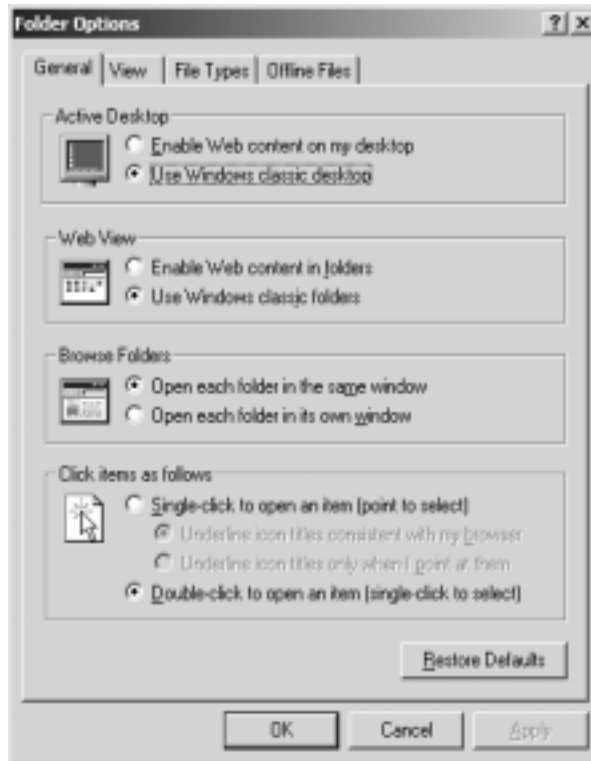 Folder Options
General View File Types Offline Files
Active Desktop
Enable Web content on my desktop
Use Windows classic desktop
Web View
Enable Web content in folders
Use Windows classic folders
Browse Folders
Open each folder in the same window
Open each folder in its own window
Click items as follows
Single-click to open an item (point to select)
Underline icon titles consistent with my browser
Underline icon titles only when I point at them
Double-click to open an item (single-click to select)
Restore Defaults
OK Cancel Apply